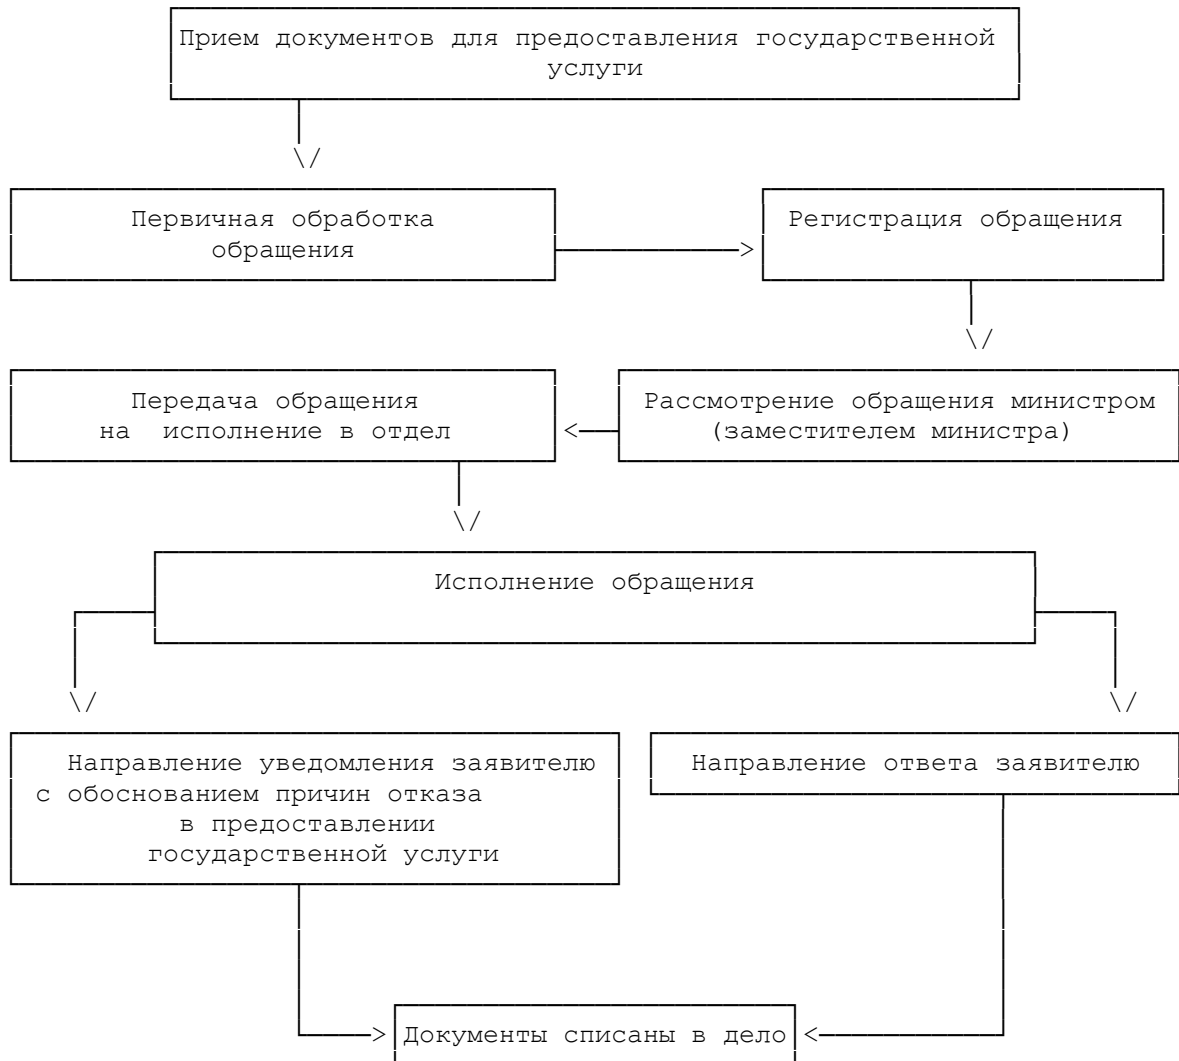 Прием документов для предоставления государственной
услуги
Первичная обработка
обращения
Регистрация обращения
Рассмотрение обращения министром
(заместителем министра)
Передача обращения
на исполнение в отдел
Исполнение обращения
Направление уведомления заявителю
с обоснованием причин отказа
в предоставлении
государственной услуги
Направление ответа заявителю
Документы списаны в дело